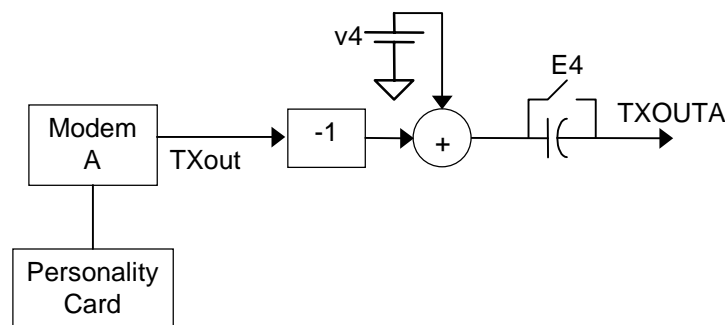 v4
E4
TXOUTA
Modem
A
TXout
-1
+
Personality
Card